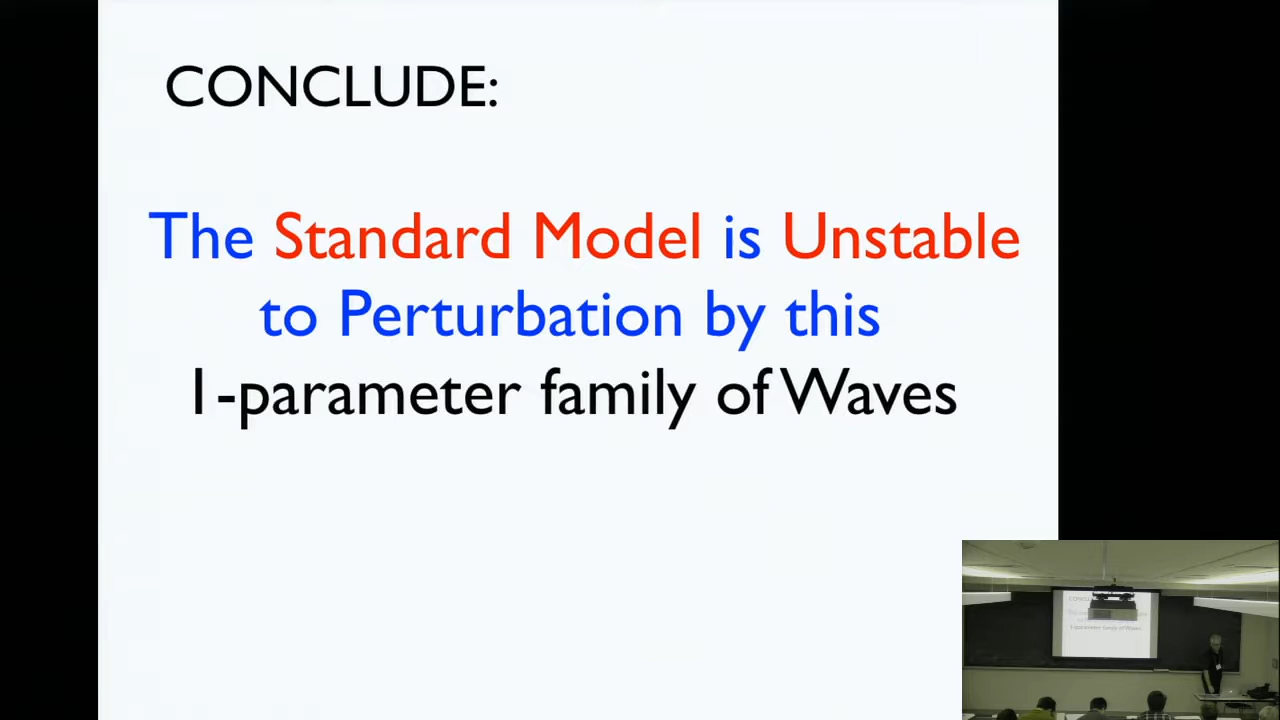 CONCLUDE:
The Standard Model is Unstable
to Perturbation by this
1-parameter family of Waves